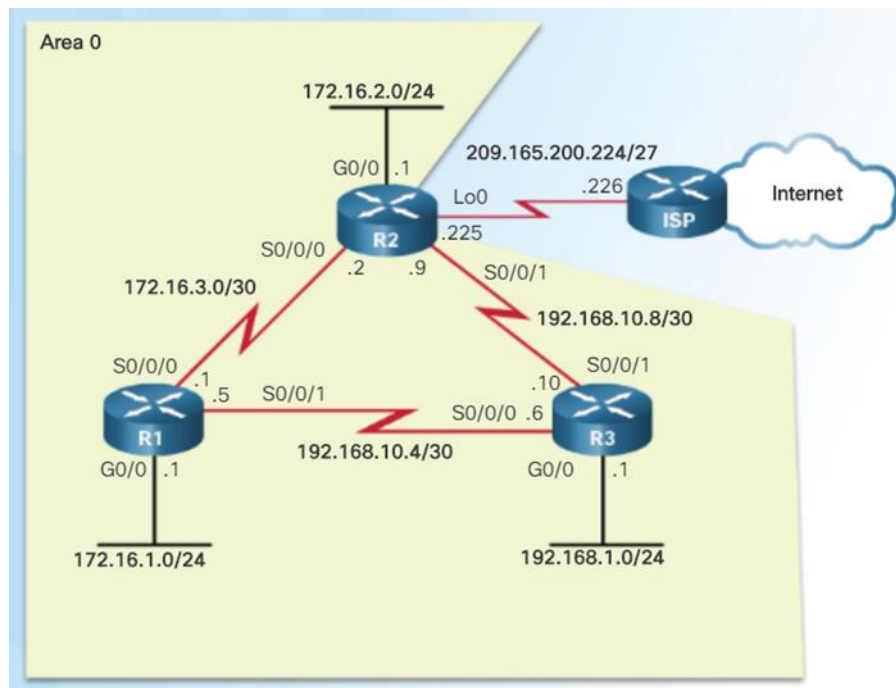 Area 0
172.16.2.0/24
209.165.200.224/27
G0/0 .1
Lo0
.226
Internet
ISP
R2
.225
S0/0/0
.2
.9
S0/0/1
172.16.3.0/30
192.168.10.8/30
S0/0/0
.1
S0/0/1
.10
.5
S0/0/1
S0/0/0 .6
R1
R3
192.168.10.4/30
G0/0 .1
G0/0 .1
172.16.1.0/24
192.168.1.0/24